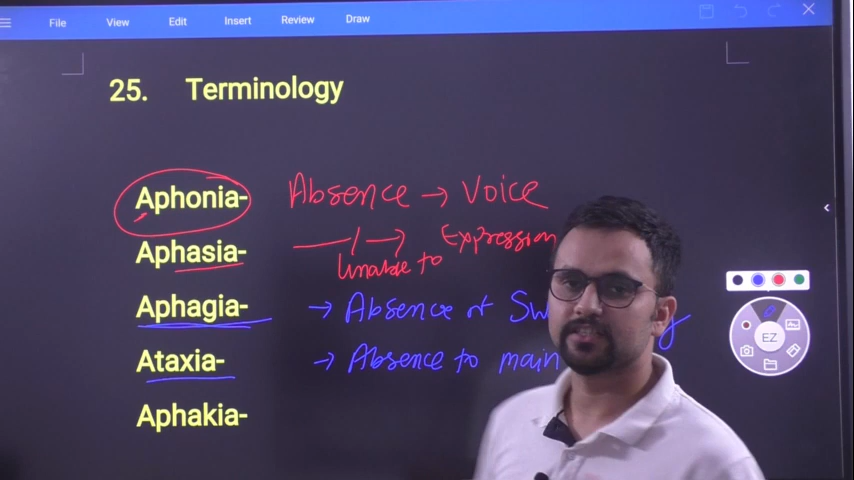 File View Edit Insert Review Draw
25. Terminology
Aphonia- Absence → Voice
Aphasia- → Expression
Unable to
Aphagia- → Absence of
Ataxia- → Absence to main
Aphakia-
EZ